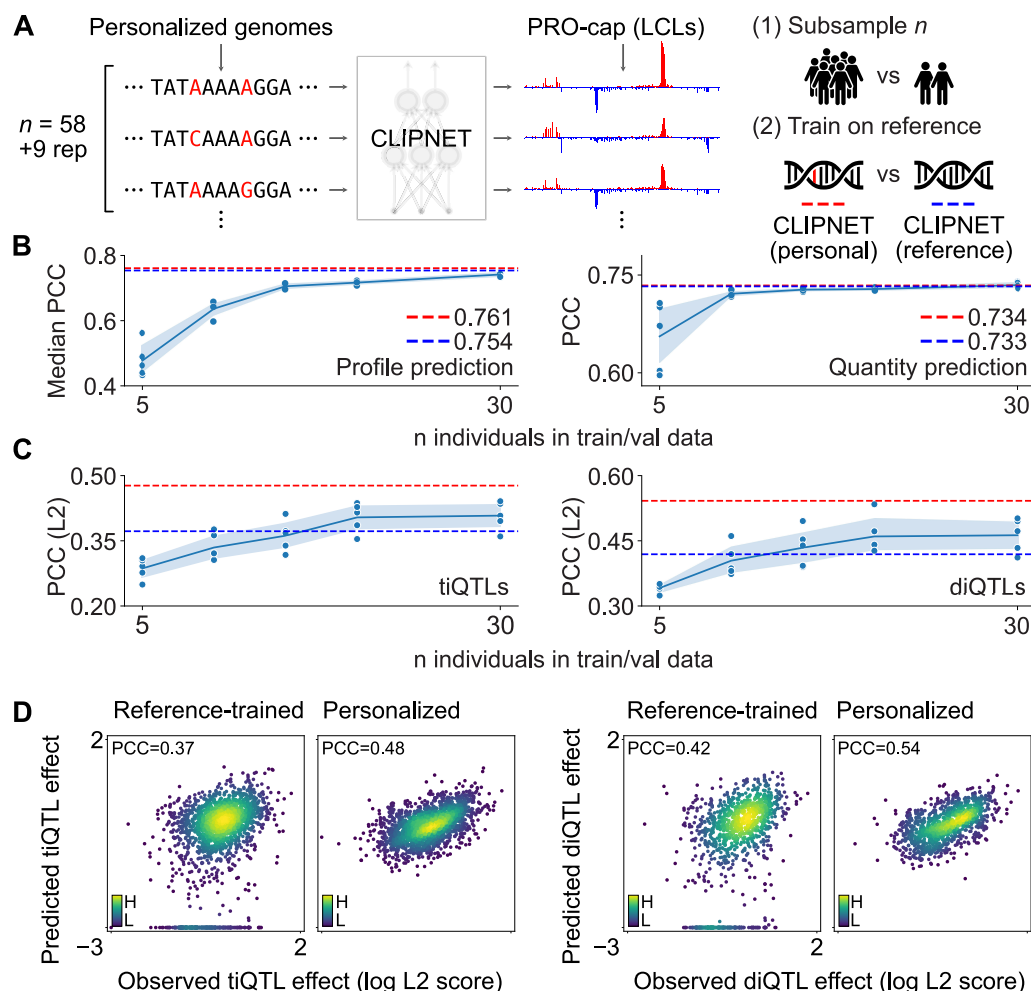 A
Personalized genomes
PRO-cap (LCLs)
(1) Subsample n
n = 58
+9 rep
··· TATAAAAAGGA ···
··· TATCAAAAGGA ···
··· TATAAAAGGGA ···
CLIPNET
vs
(2) Train on reference
vs
CLIPNET
(personal)
CLIPNET
(reference)
B
Median PCC
0.8
0.6
0.4
0.761
0.754
Profile prediction
5
30
PCC
0.75
0.60
0.734
0.733
Quantity prediction
5
30
n individuals in train/val data
C
PCC (L2)
0.50
0.35
0.20
tiQTLs
5
30
PCC (L2)
0.60
0.45
0.30
diQTLs
5
30
n individuals in train/val data
D
Reference-trained
Personalized
Predicted tiQTL effect
2
PCC=0.37
PCC=0.48
H
L
H
L
−3
2
Observed tiQTL effect (log L2 score)
Reference-trained
Personalized
Predicted diQTL effect
2
PCC=0.42
PCC=0.54
H
L
H
L
−3
2
Observed diQTL effect (log L2 score)